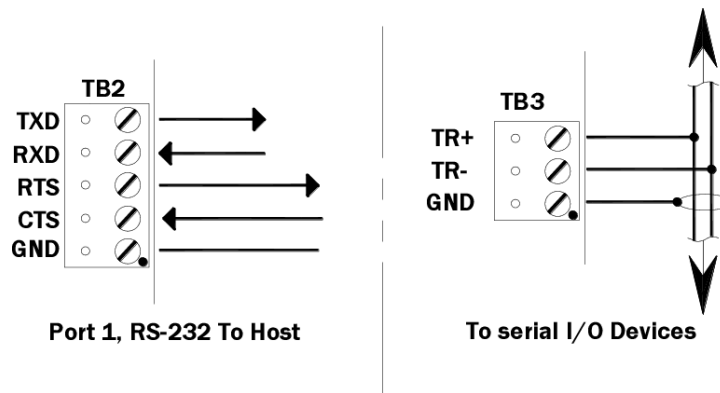 TB2
TXD
RXD
RTS
CTS
GND
Port 1, RS-232 To Host
TB3
TR+
TR-
GND
To serial I/O Devices